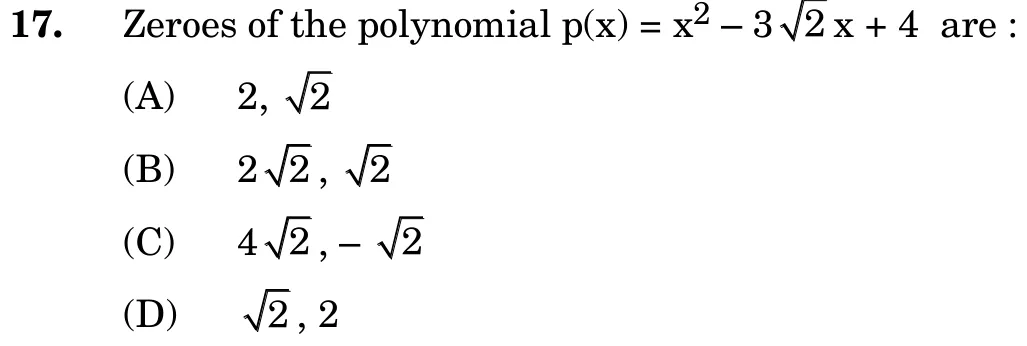 17. Zeroes of the polynomial p(x) = x² – 3√2 x + 4 are :
(A) 2, √2
(B) 2√2 , √2
(C) 4√2 , – √2
(D) √2 , 2